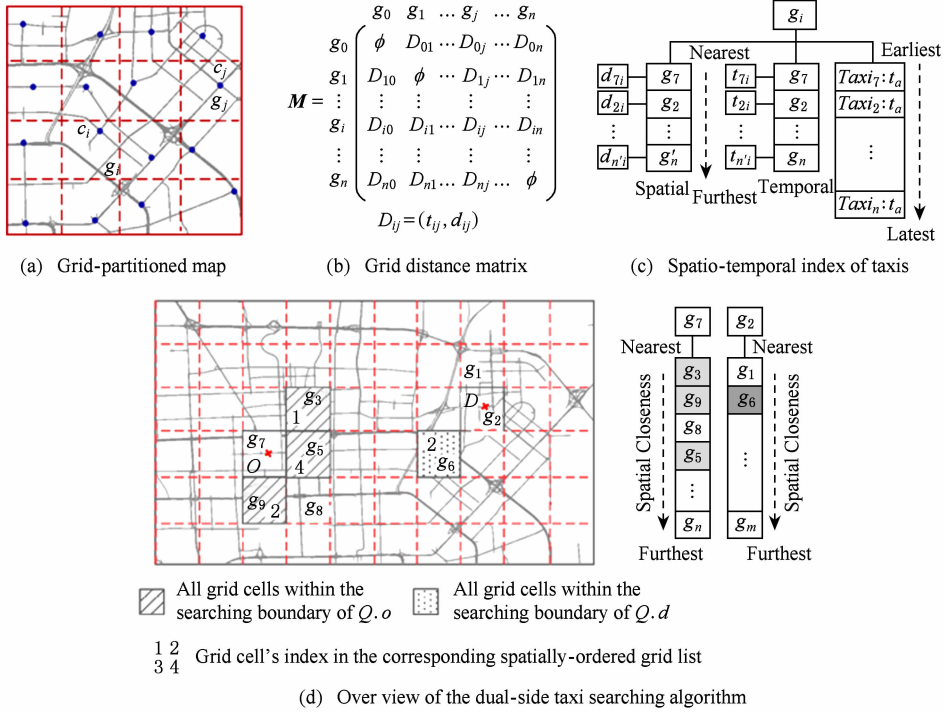 c_j
g_j
c_i
g_i
(a) Grid-partitioned map
g_0 g_1 … g_j … g_n
g_0 ϕ D_01 … D_0j … D_0n
g_1 D_10 ϕ … D_1j … D_1n
⋮ ⋮ ⋮ ⋮ ⋮
M =
g_i D_i0 D_i1 … D_ij … D_in
⋮ ⋮ ⋮ ⋮ ⋮
g_n D_n0 D_n1 … D_nj … ϕ
D_ij = (t_ij, d_ij)
(b) Grid distance matrix
g_i
Nearest
Earliest
d_7i g_7 t_7i g_7 Taxi_7: t_a
d_2i g_2 t_2i g_2 Taxi_2: t_a
⋮ ⋮ ⋮ ⋮ ⋮
d_n'i g'_n t_n'i g_n
Spatial Furthest Temporal Taxi_n: t_a
Latest
(c) Spatio-temporal index of taxis
g_1
g_3
1
D
g_2
g_7
O
g_5
4
2
g_6
g_9 2
g_8
g_7
Nearest
g_3
g_9
g_8
g_5
⋮
g_n
Spatial Closeness
Furthest
g_2
Nearest
g_1
g_6
⋮
g_m
Spatial Closeness
Furthest
All grid cells within the
searching boundary of Q.o
All grid cells within the
searching boundary of Q.d
1 2
3 4
Grid cell's index in the corresponding spatially-ordered grid list
(d) Over view of the dual-side taxi searching algorithm